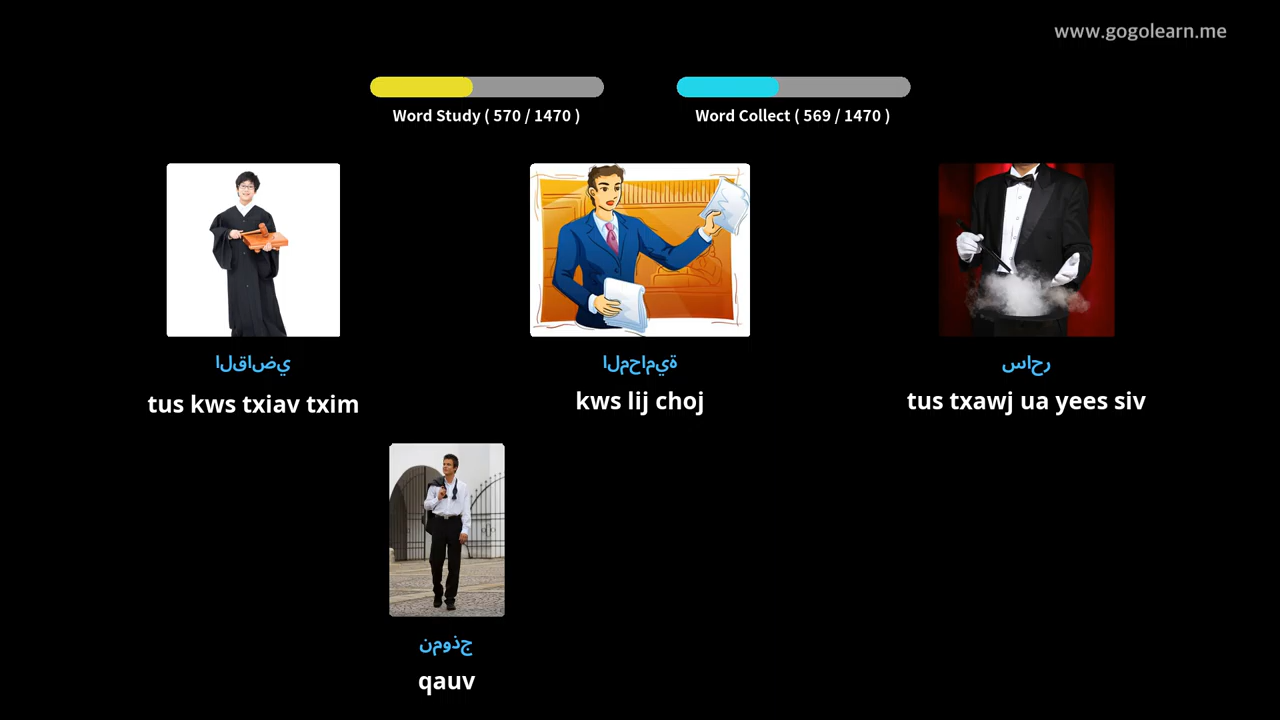 www.gogolearn.me
Word Study ( 570 / 1470 )
Word Collect ( 569 / 1470 )
القاضي
tus kws txiav txim
المحامية
kws lij choj
ساحر
tus txawj ua yees siv
نموذج
qauv